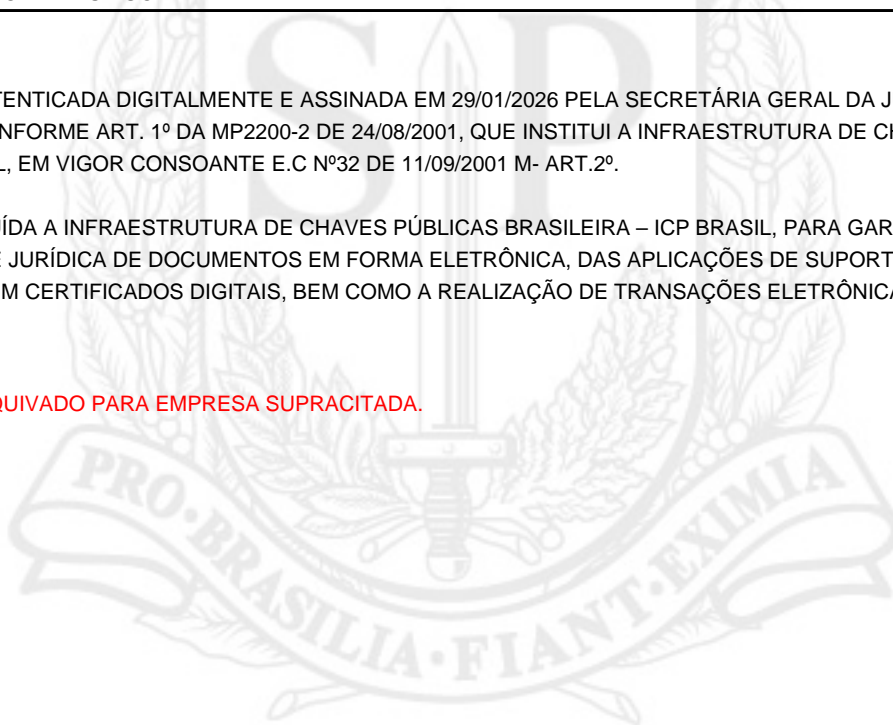 TENTICADA DIGITALMENTE E ASSINADA EM 29/01/2026 PELA SECRETÁRIA GERAL DA J
NFORME ART. 1º DA MP2200-2 DE 24/08/2001, QUE INSTITUI A INFRAESTRUTURA DE CH
L, EM VIGOR CONSOANTE E.C Nº32 DE 11/09/2001 M- ART.2º.
ÍDA A INFRAESTRUTURA DE CHAVES PÚBLICAS BRASILEIRA – ICP BRASIL, PARA GAR
E JURÍDICA DE DOCUMENTOS EM FORMA ELETRÔNICA, DAS APLICAÇÕES DE SUPORT
M CERTIFICADOS DIGITAIS, BEM COMO A REALIZAÇÃO DE TRANSAÇÕES ELETRÔNICA
QUIVADO PARA EMPRESA SUPRACITADA.
SP
PRO·BRASILIA·FIANT·EXIMIA